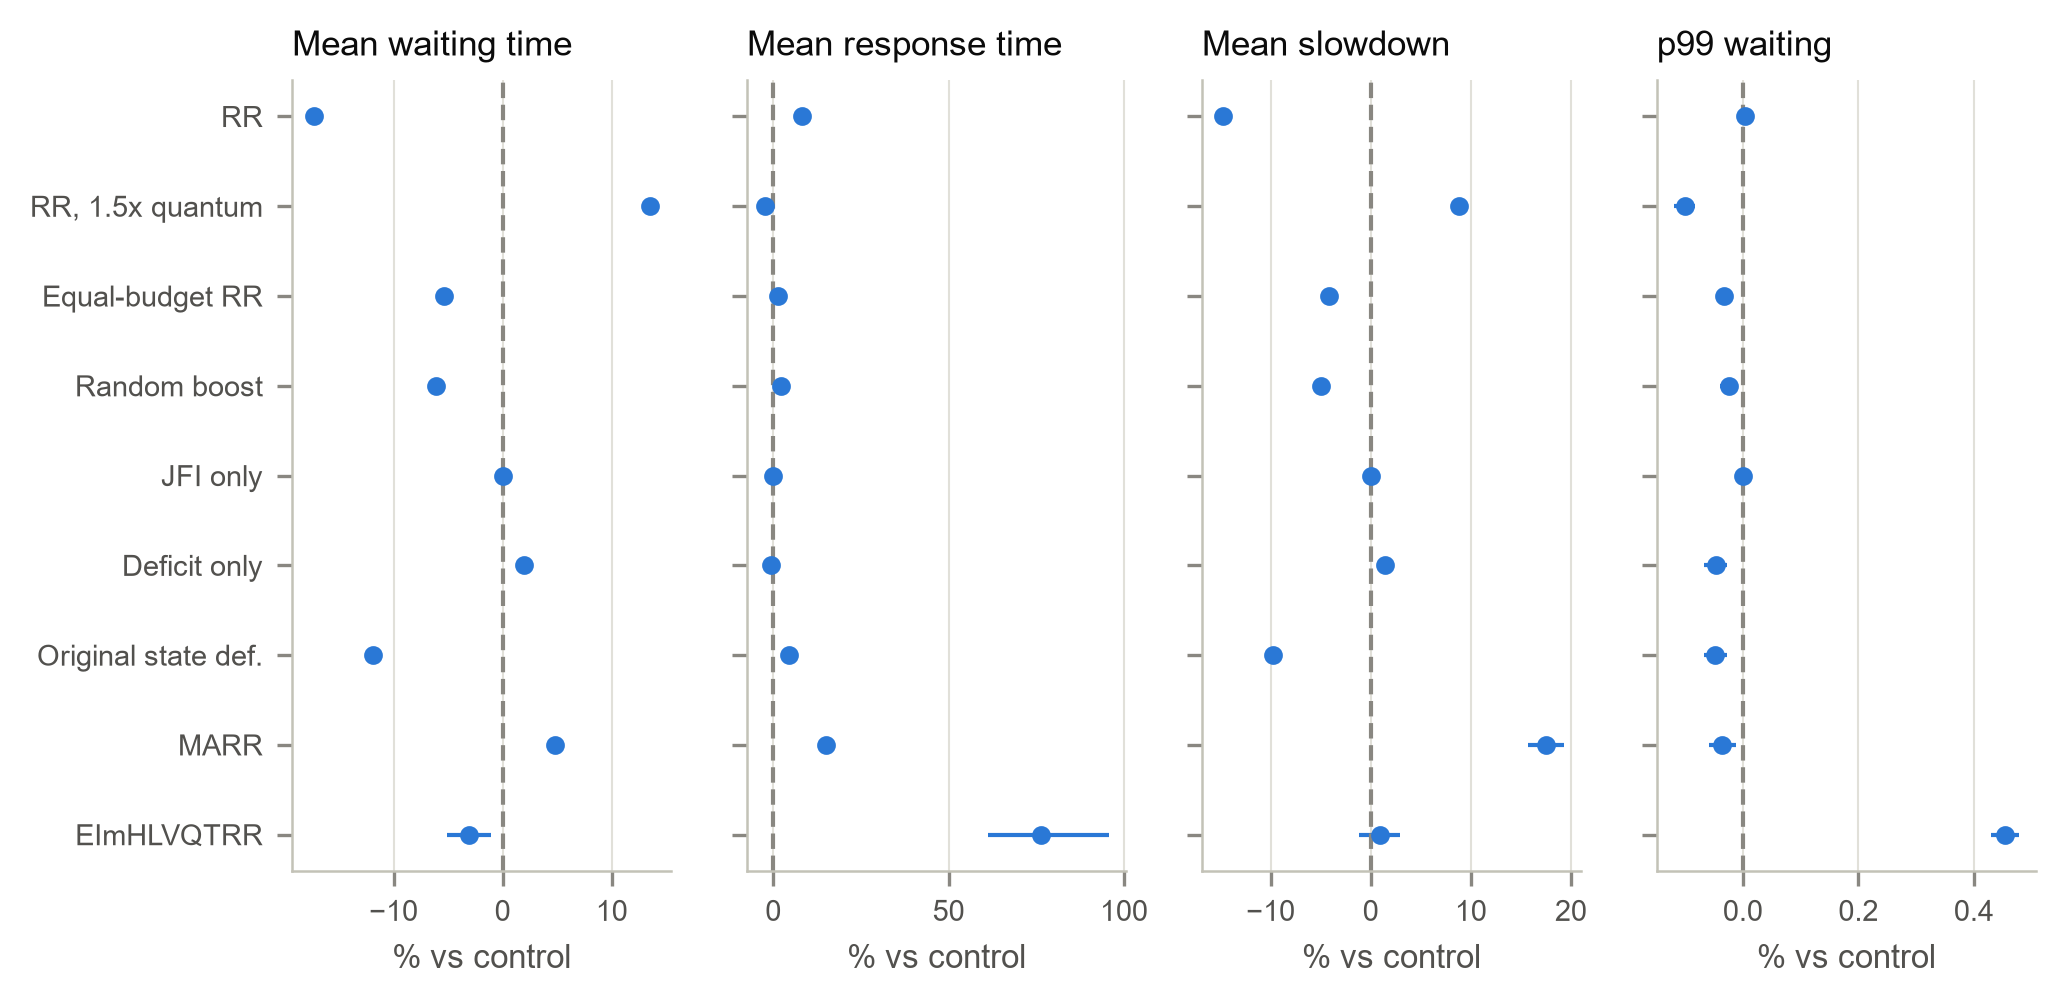 Mean waiting time
Mean response time
Mean slowdown
p99 waiting
RR
RR, 1.5x quantum
Equal-budget RR
Random boost
JFI only
Deficit only
Original state def.
MARR
EImHLVQTRR
−10 0 10
0 50 100
−10 0 10 20
0.0 0.2 0.4
% vs control
% vs control
% vs control
% vs control